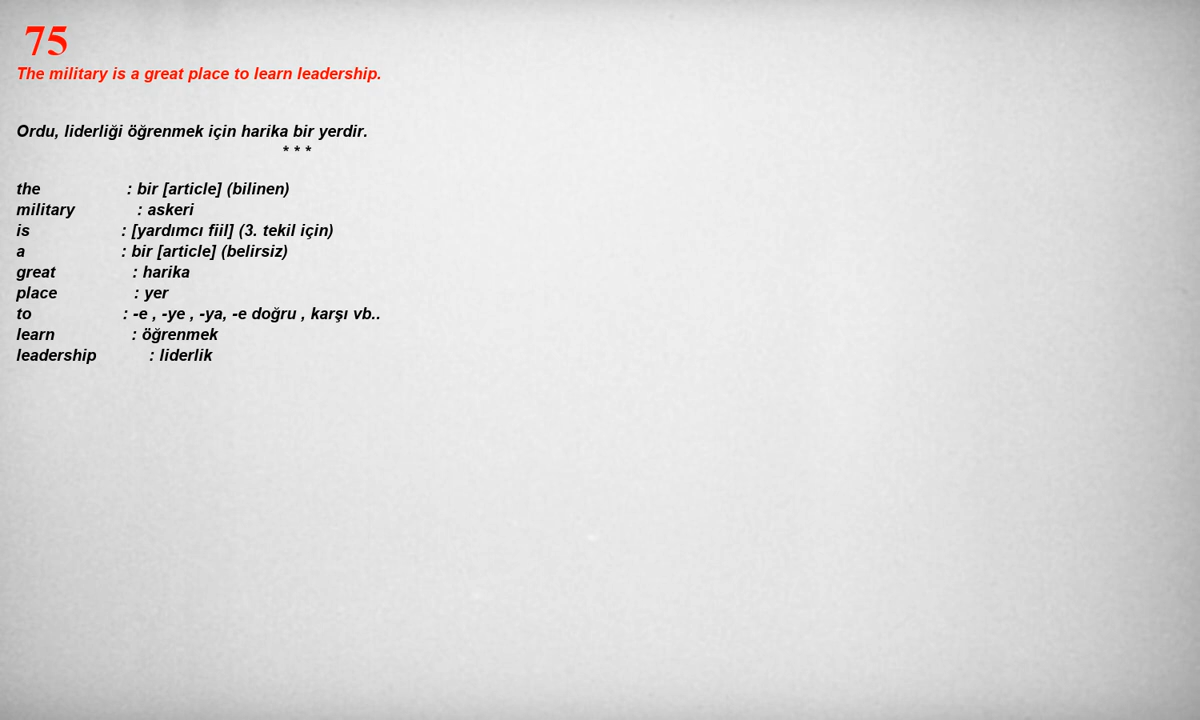 75
The military is a great place to learn leadership.
Ordu, liderliği öğrenmek için harika bir yerdir.
* * *
the : bir [article] (bilinen)
military : askeri
is : [yardımcı fiil] (3. tekil için)
a : bir [article] (belirsiz)
great : harika
place : yer
to : -e , -ye , -ya, -e doğru , karşı vb..
learn : öğrenmek
leadership : liderlik